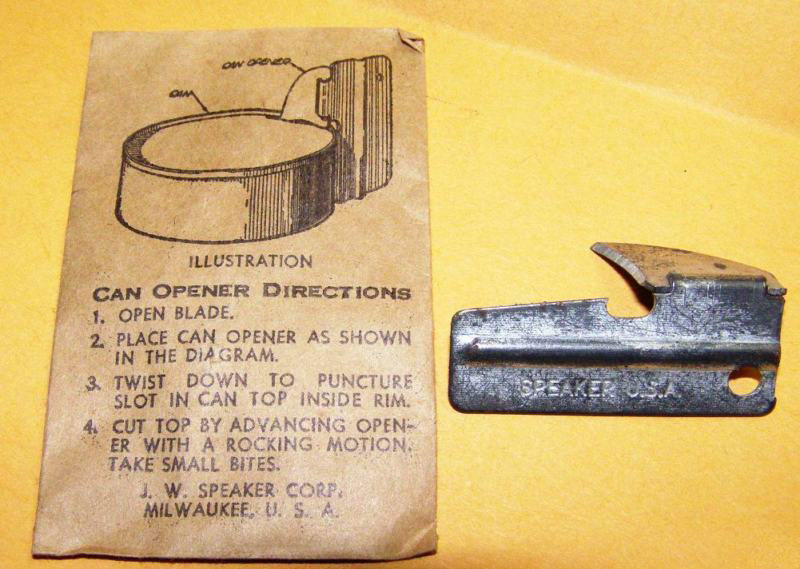 CAN OPENER
RIM
ILLUSTRATION
CAN OPENER DIRECTIONS
1. OPEN BLADE.
2. PLACE CAN OPENER AS SHOWN
IN THE DIAGRAM.
3. TWIST DOWN TO PUNCTURE
SLOT IN CAN TOP INSIDE RIM.
4. CUT TOP BY ADVANCING OPEN-
ER WITH A ROCKING MOTION.
TAKE SMALL BITES.
J. W. SPEAKER CORP.
MILWAUKEE, U. S. A.
SPEAKER U.S.A